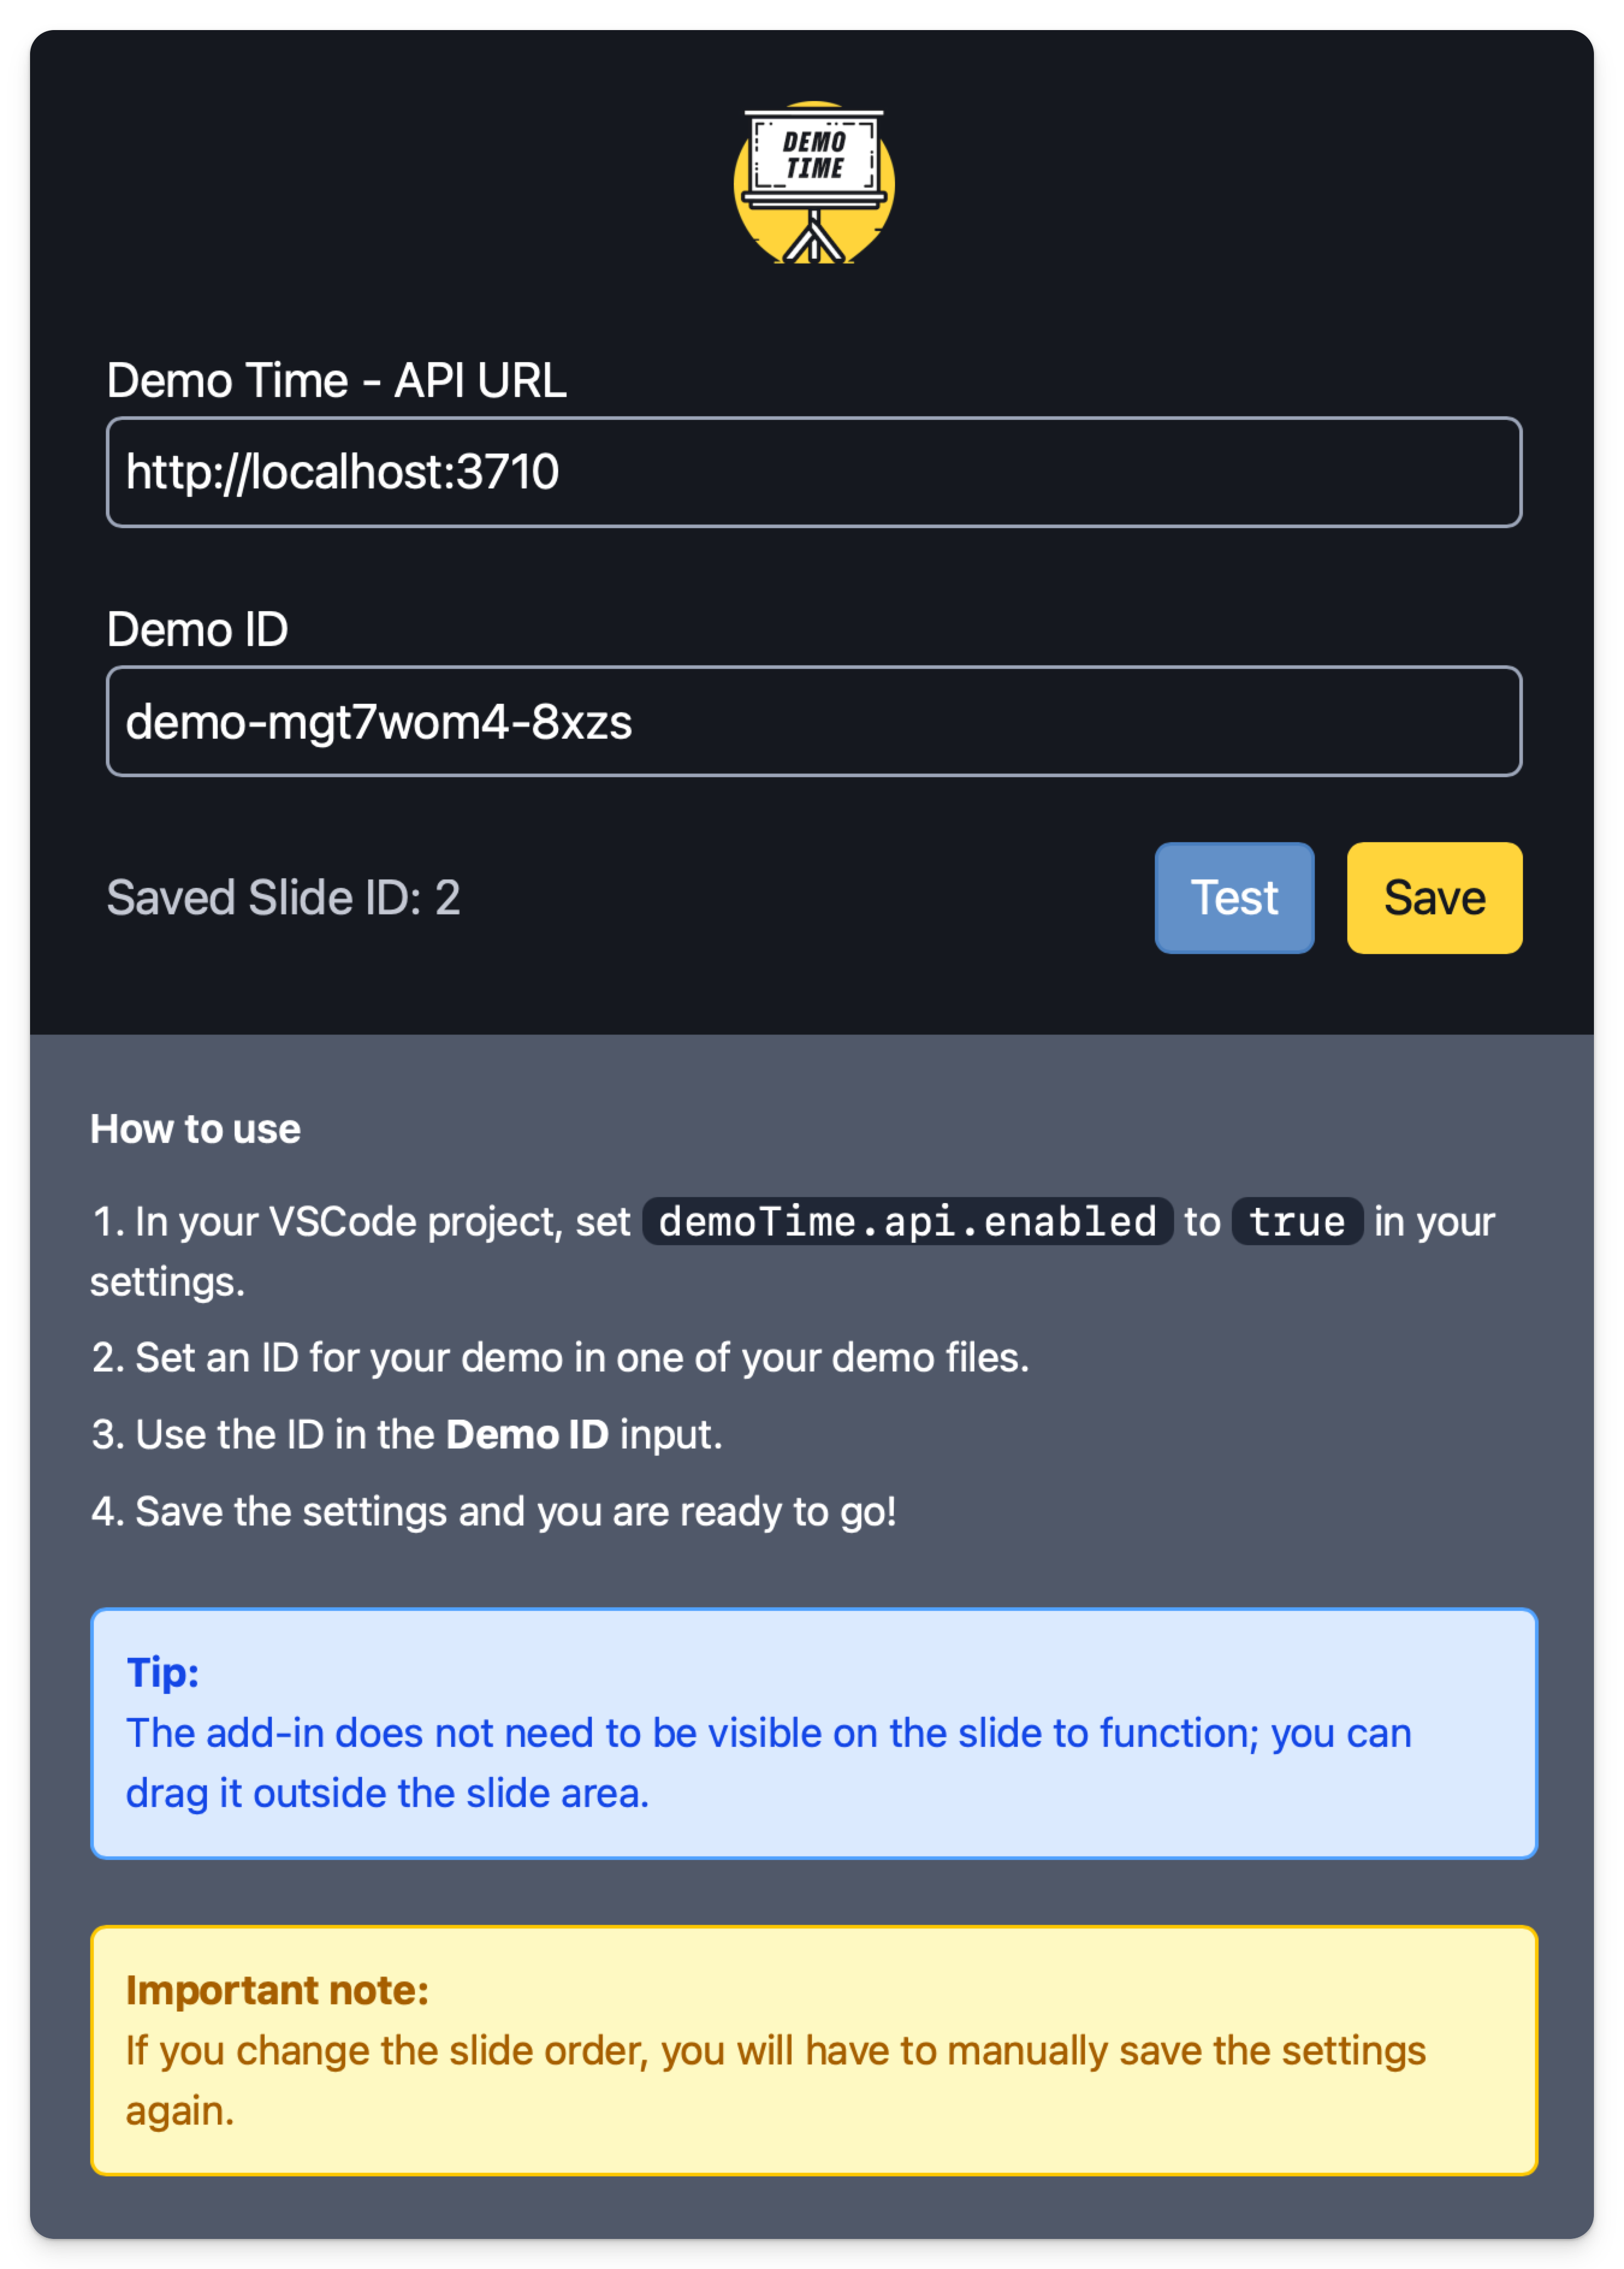 DEMO
TIME
Demo Time - API URL
http://localhost:3710
Demo ID
demo-mgt7wom4-8xzs
Saved Slide ID: 2
Test
Save
How to use
1. In your VSCode project, set demoTime.api.enabled to true in your
settings.
2. Set an ID for your demo in one of your demo files.
3. Use the ID in the Demo ID input.
4. Save the settings and you are ready to go!
Tip:
The add-in does not need to be visible on the slide to function; you can
drag it outside the slide area.
Important note:
If you change the slide order, you will have to manually save the settings
again.